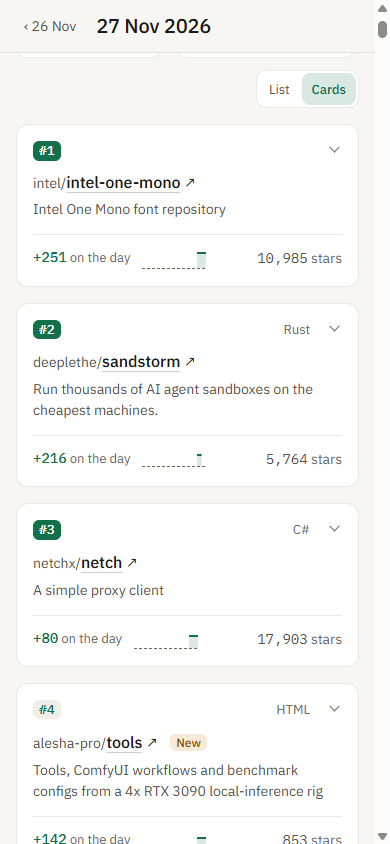 ‹ 26 Nov 27 Nov 2026
List Cards
#1
intel/intel-one-mono ↗
Intel One Mono font repository
+251 on the day 10,985 stars
#2 Rust
deeplethe/sandstorm ↗
Run thousands of AI agent sandboxes on the
cheapest machines.
+216 on the day 5,764 stars
#3 C#
netchx/netch ↗
A simple proxy client
+80 on the day 17,903 stars
#4 HTML
alesha-pro/tools ↗ New
Tools, ComfyUI workflows and benchmark
configs from a 4x RTX 3090 local-inference rig
+142 on the day 853 stars